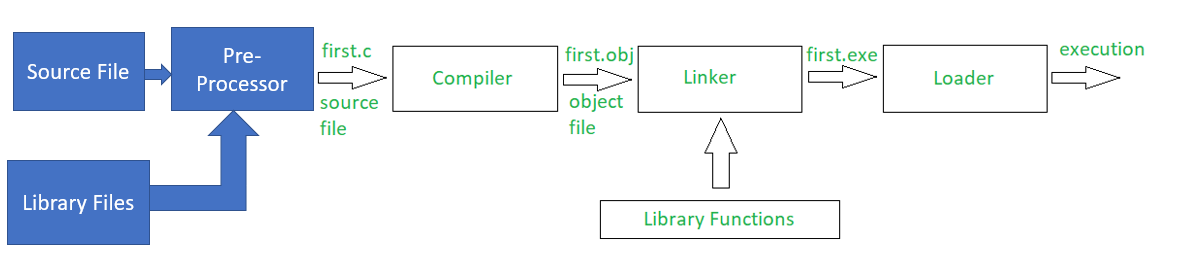 Source File
Pre-
Processor
first.c
source
file
Compiler
first.obj
object
file
Linker
first.exe
Loader
execution
Library Files
Library Functions